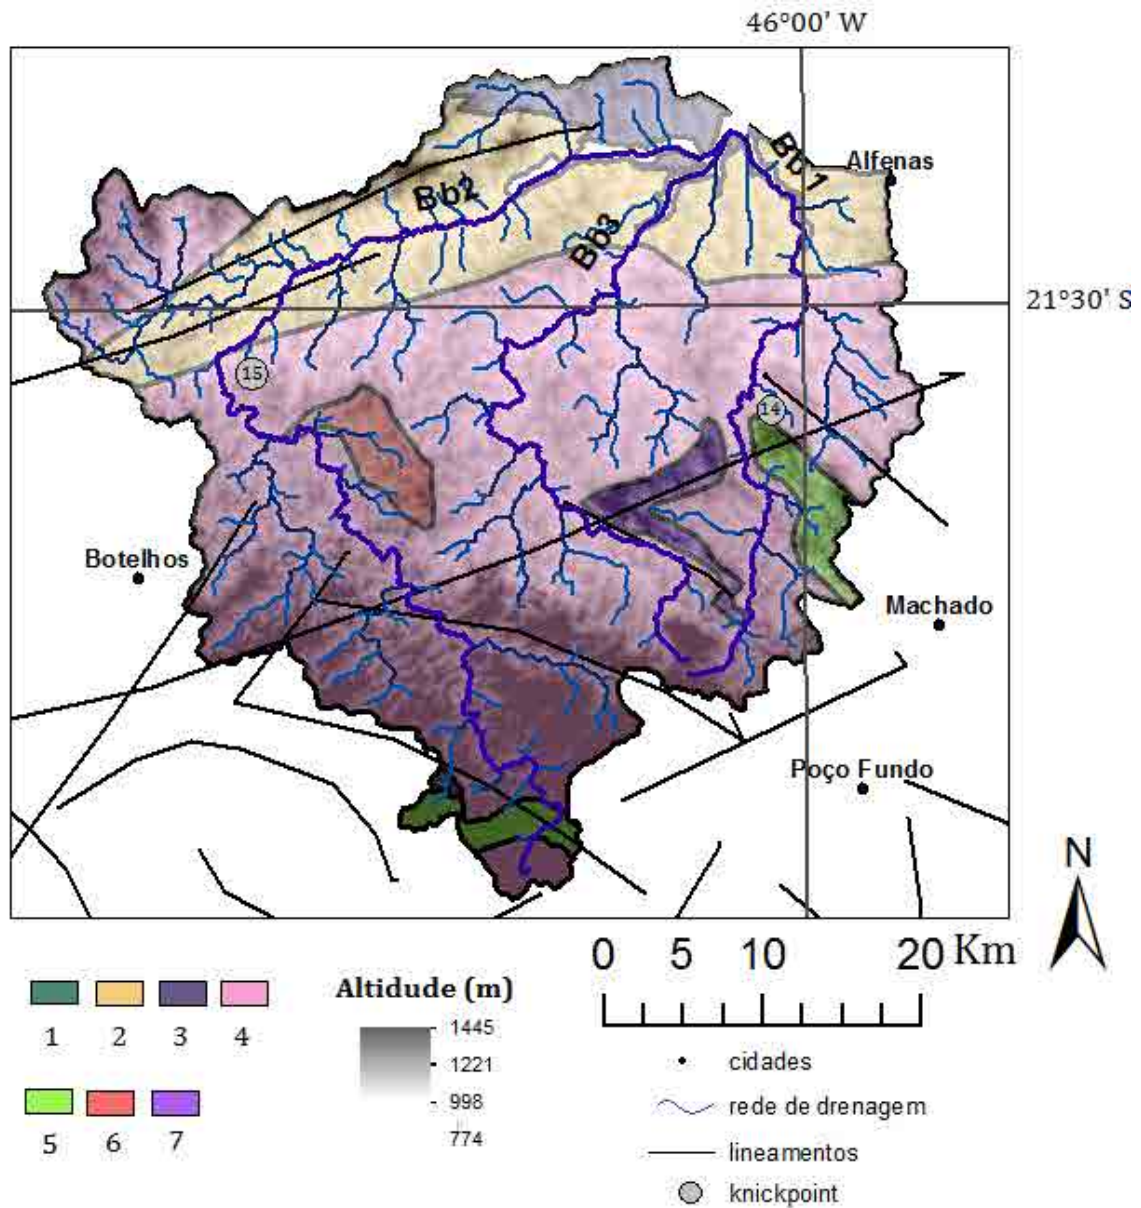 46°00' W
Bb1
Alfenas
Bb2
Bb3
21°30' S
15
14
Botelhos
Machado
Poço Fundo
N
0 5 10 20 Km
Altidude (m)
1 2 3 4
1445
1221
998
774
5 6 7
cidades
rede de drenagem
lineamentos
knickpoint